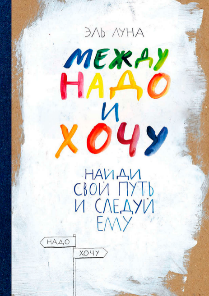 ЭЛЬ ЛУНА
МЕЖДУ
НАДО
И
ХОЧУ
НАЙДИ
СВОЙ ПУТЬ
И СЛЕДУЙ
ЕМУ
НАДО
ХОЧУ